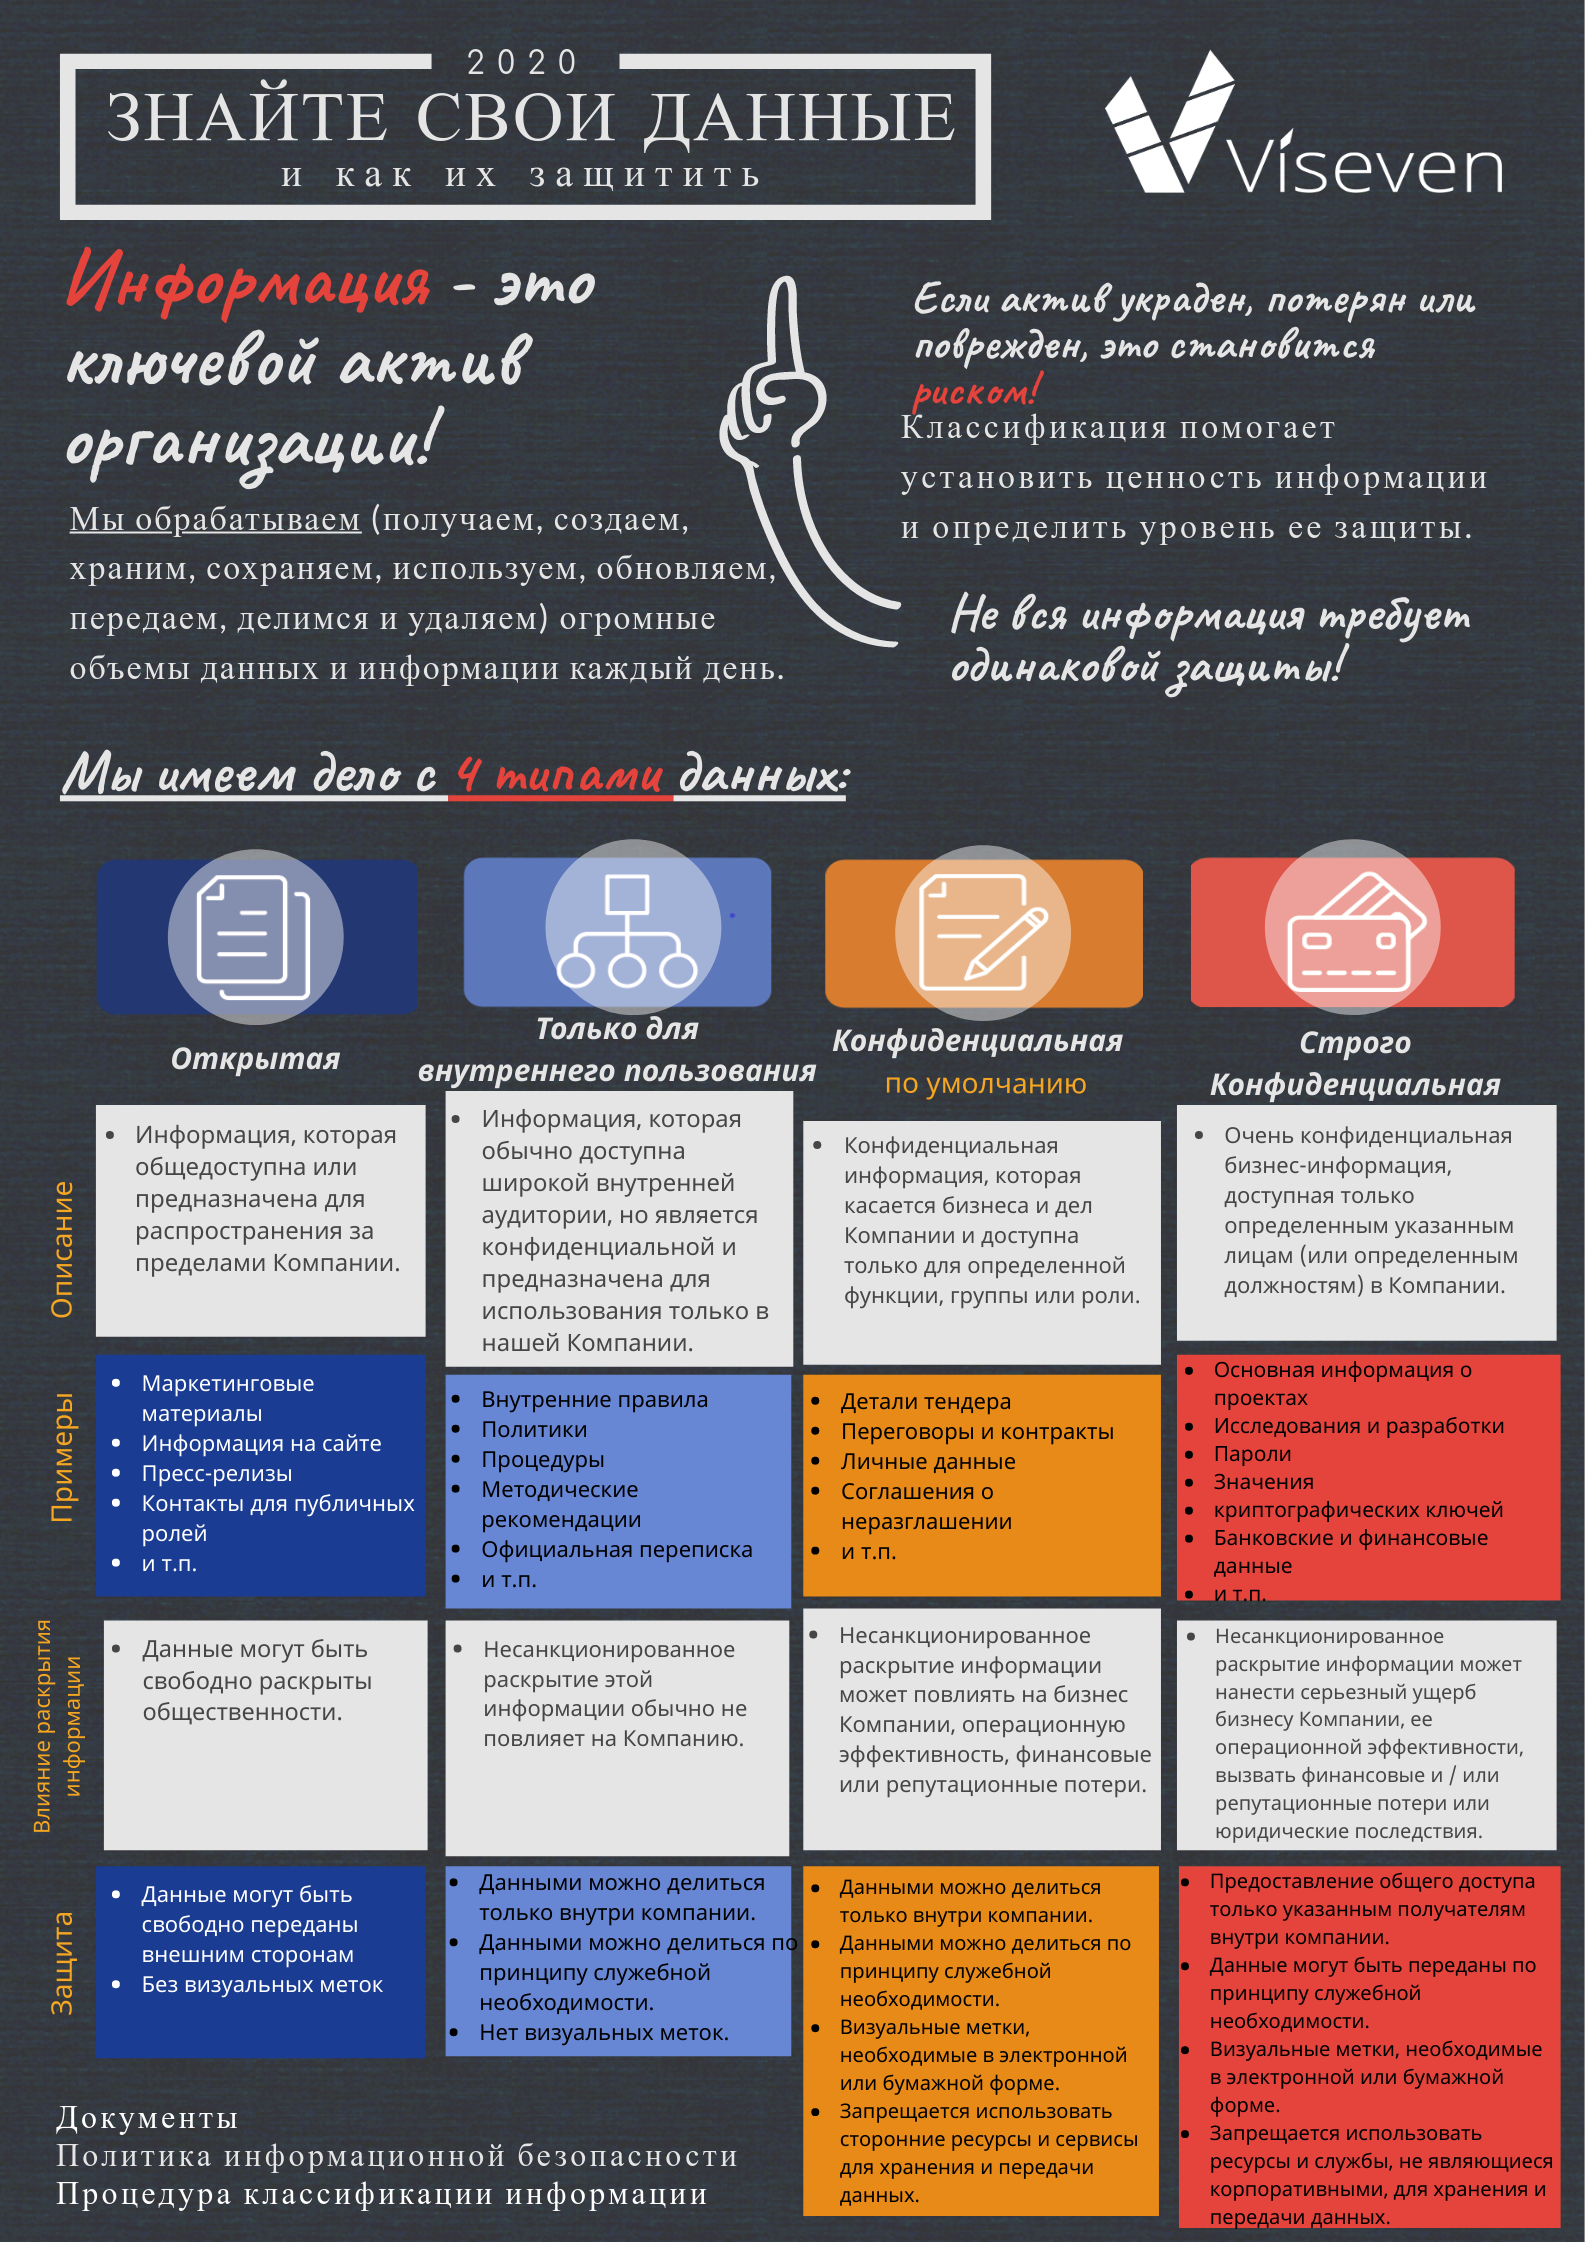 2020
ЗНАЙТЕ СВОИ ДАННЫЕ
и как их защитить
Viseven
Информация - это
ключевой актив
организации!
Мы обрабатываем (получаем, создаем,
храним, сохраняем, используем, обновляем,
передаем, делимся и удаляем) огромные
объемы данных и информации каждый день.
Если актив украден, потерян или
поврежден, это становится
риском!
Классификация помогает
установить ценность информации
и определить уровень ее защиты.
Не вся информация требует
одинаковой защиты!
Мы имеем дело с 4 типами данных:
Открытая
Только для
внутреннего пользования
Конфиденциальная
по умолчанию
Строго
Конфиденциальная
Описание
• Информация, которая
общедоступна или
предназначена для
распространения за
пределами Компании.
• Информация, которая
обычно доступна
широкой внутренней
аудитории, но является
конфиденциальной и
предназначена для
использования только в
нашей Компании.
• Конфиденциальная
информация, которая
касается бизнеса и дел
Компании и доступна
только для определенной
функции, группы или роли.
• Очень конфиденциальная
бизнес-информация,
доступная только
определенным указанным
лицам (или определенным
должностям) в Компании.
Примеры
• Маркетинговые
материалы
• Информация на сайте
• Пресс-релизы
• Контакты для публичных
ролей
• и т.п.
• Внутренние правила
• Политики
• Процедуры
• Методические
рекомендации
• Официальная переписка
• и т.п.
• Детали тендера
• Переговоры и контракты
• Личные данные
• Соглашения о
неразглашении
• и т.п.
• Основная информация о
проектах
• Исследования и разработки
• Пароли
• Значения
• криптографических ключей
• Банковские и финансовые
данные
• и т.п.
Влияние раскрытия
информации
• Данные могут быть
свободно раскрыты
общественности.
• Несанкционированное
раскрытие этой
информации обычно не
повлияет на Компанию.
• Несанкционированное
раскрытие информации
может повлиять на бизнес
Компании, операционную
эффективность, финансовые
или репутационные потери.
• Несанкционированное
раскрытие информации может
нанести серьезный ущерб
бизнесу Компании, ее
операционной эффективности,
вызвать финансовые и / или
репутационные потери или
юридические последствия.
Защита
• Данные могут быть
свободно переданы
внешним сторонам
• Без визуальных меток
• Данными можно делиться
только внутри компании.
• Данными можно делиться по
принципу служебной
необходимости.
• Нет визуальных меток.
• Данными можно делиться
только внутри компании.
• Данными можно делиться по
принципу служебной
необходимости.
• Визуальные метки,
необходимые в электронной
или бумажной форме.
• Запрещается использовать
сторонние ресурсы и сервисы
для хранения и передачи
данных.
• Предоставление общего доступа
только указанным получателям
внутри компании.
• Данные могут быть переданы по
принципу служебной
необходимости.
• Визуальные метки, необходимые
в электронной или бумажной
форме.
• Запрещается использовать
ресурсы и службы, не являющиеся
корпоративными, для хранения и
передачи данных.
Документы
Политика информационной безопасности
Процедура классификации информации